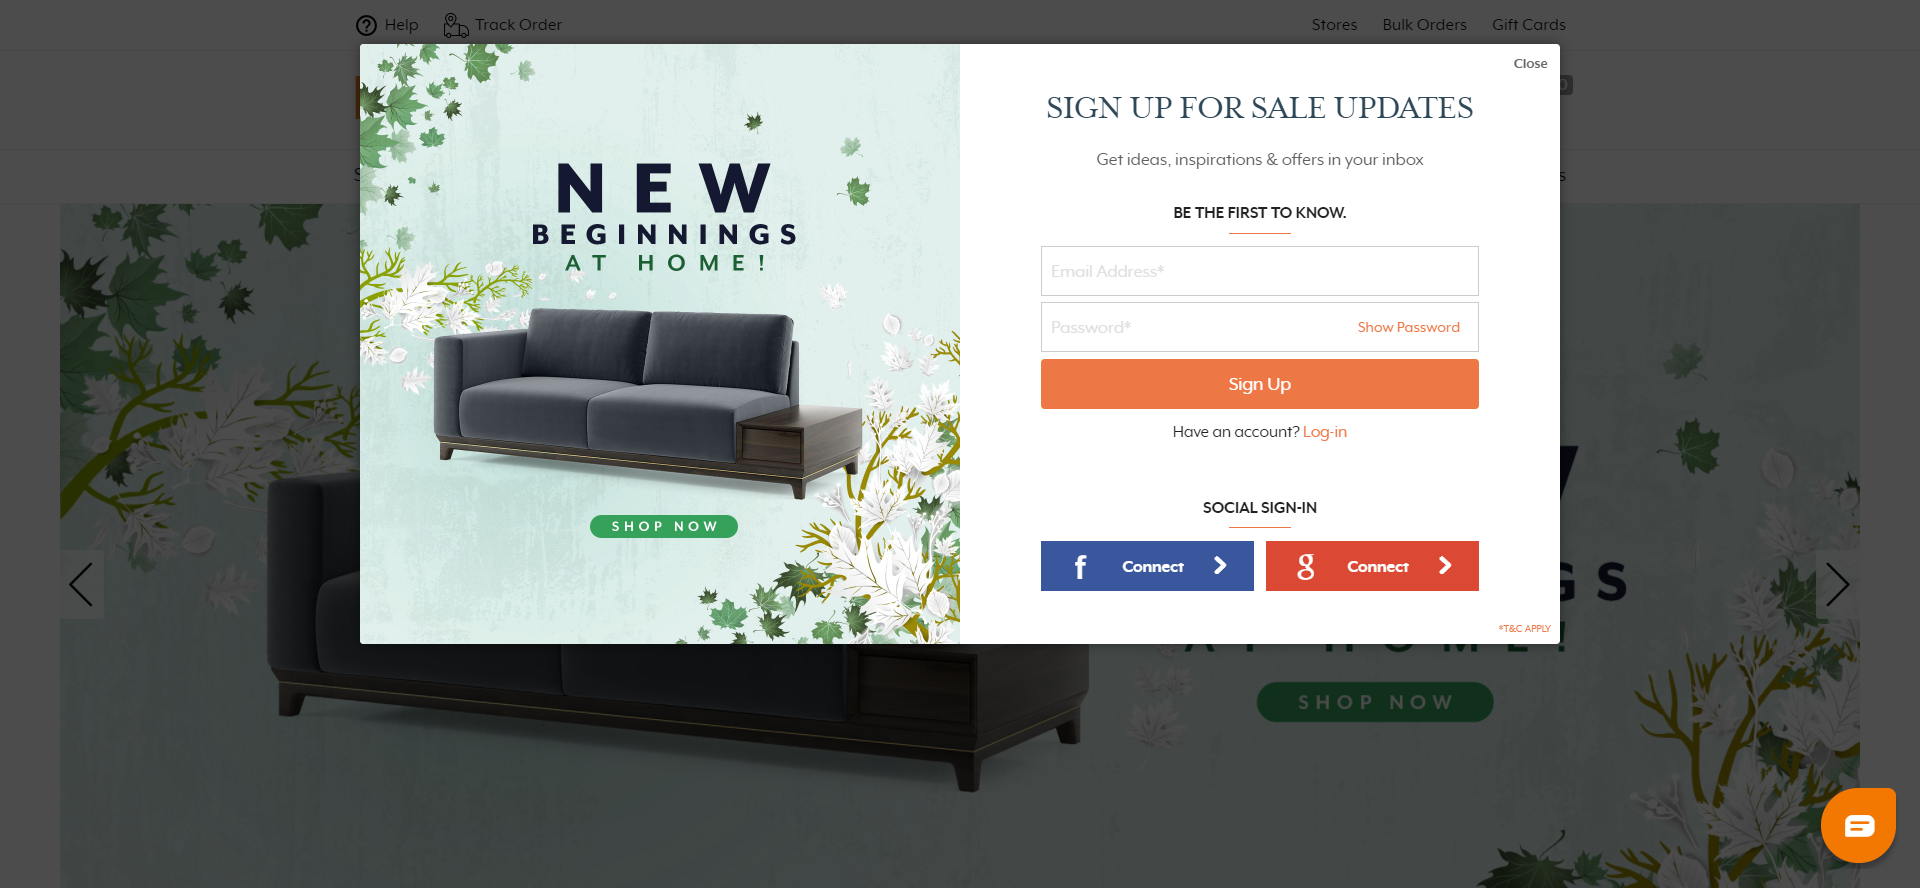 Help
Track Order
Stores
Bulk Orders
Gift Cards
Close
NEW
BEGINNINGS
AT HOME!
SHOP NOW
SIGN UP FOR SALE UPDATES
Get ideas, inspirations & offers in your inbox
BE THE FIRST TO KNOW.
Email Address*
Password*
Show Password
Sign Up
Have an account? Log-in
SOCIAL SIGN-IN
f Connect
g Connect
*T&C APPLY
SHOP NOW